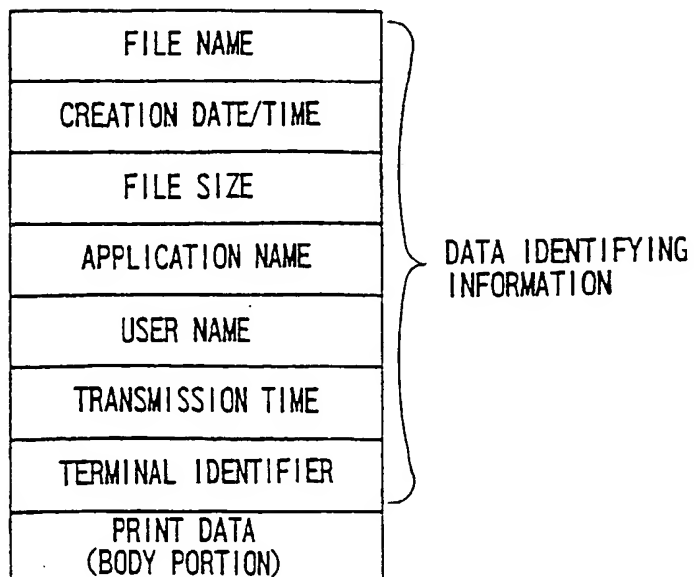 FILE NAME
CREATION DATE/TIME
FILE SIZE
APPLICATION NAME
USER NAME
TRANSMISSION TIME
TERMINAL IDENTIFIER
PRINT DATA
(BODY PORTION)
DATA IDENTIFYING
INFORMATION